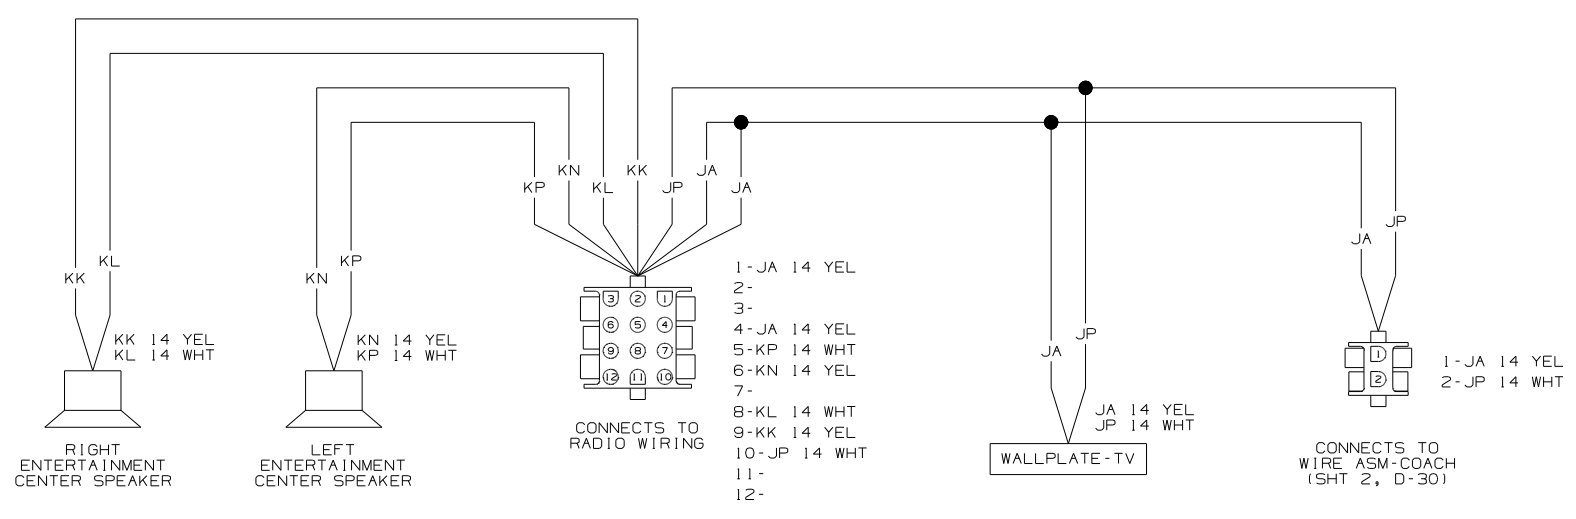 KP
KN
KL
KK
JP
JA
JA
KK
KL
KN
KP
KK 14 YEL
KL 14 WHT
KN 14 YEL
KP 14 WHT
RIGHT
ENTERTAINMENT
CENTER SPEAKER
LEFT
ENTERTAINMENT
CENTER SPEAKER
3 2 1
6 5 4
9 8 7
12 11 10
CONNECTS TO
RADIO WIRING
1-JA 14 YEL
2-
3-
4-JA 14 YEL
5-KP 14 WHT
6-KN 14 YEL
7-
8-KL 14 WHT
9-KK 14 YEL
10-JP 14 WHT
11-
12-
JA
JP
JA 14 YEL
JP 14 WHT
WALLPLATE-TV
JA
JP
1
2
1-JA 14 YEL
2-JP 14 WHT
CONNECTS TO
WIRE ASM-COACH
(SHT 2, D-30)